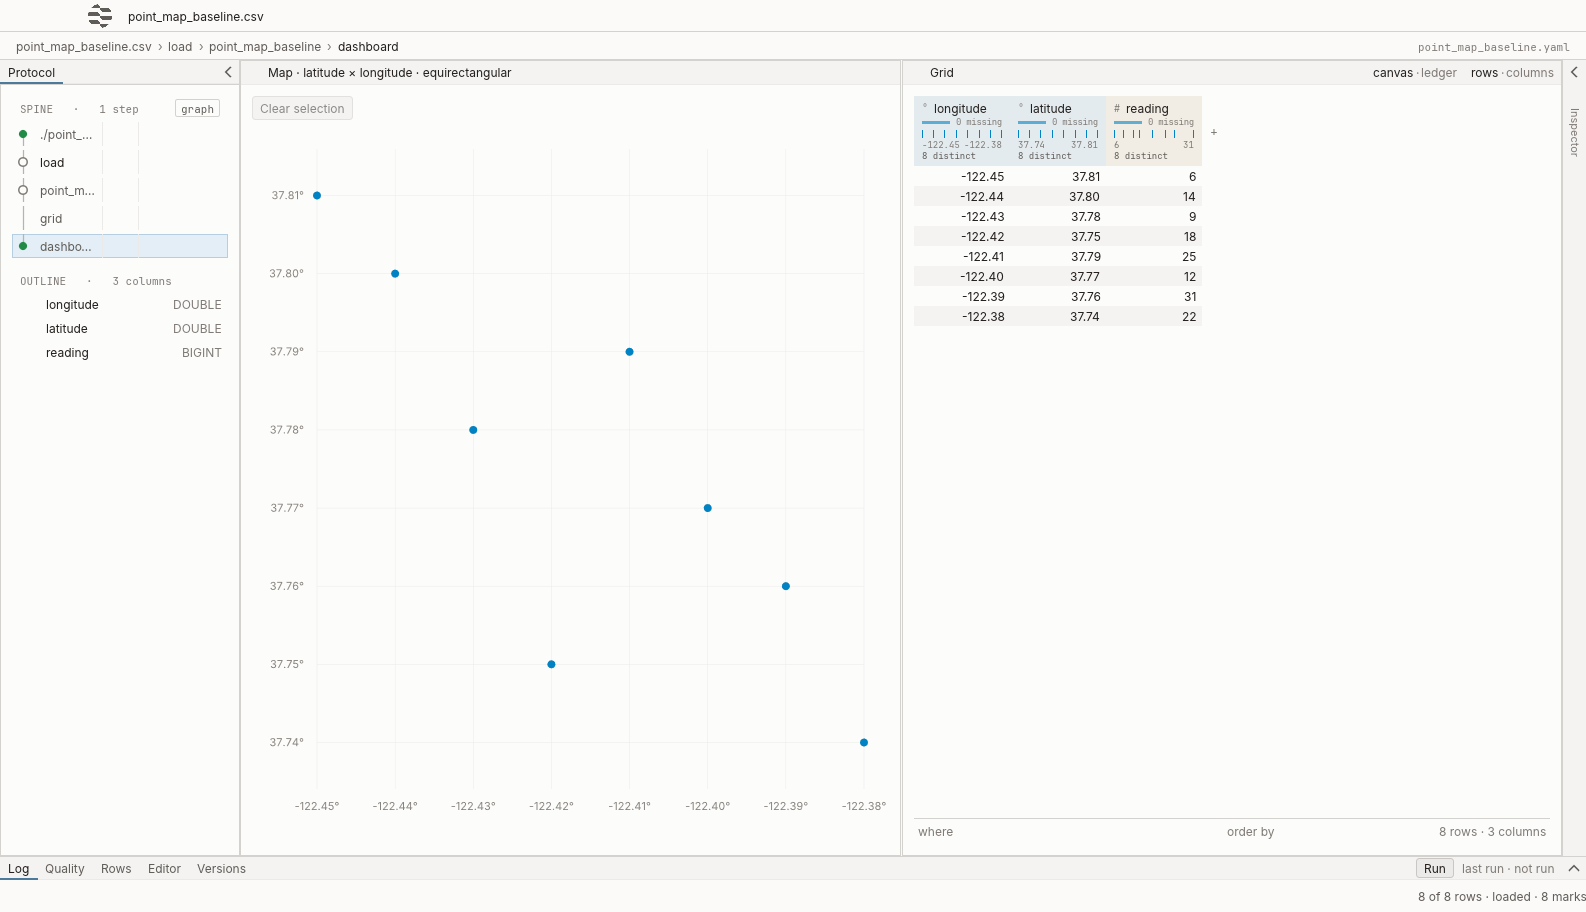 point_map_baseline.csv
point_map_baseline.csv › load › point_map_baseline › dashboard
point_map_baseline.yaml
Protocol
Map · latitude × longitude · equirectangular
Grid
canvas · ledger rows · columns
SPINE · 1 step graph
./point_...
load
point_m...
grid
dashbo...
OUTLINE · 3 columns
longitude DOUBLE
latitude DOUBLE
reading BIGINT
Clear selection
37.81°
37.80°
37.79°
37.78°
37.77°
37.76°
37.75°
37.74°
-122.45° -122.44° -122.43° -122.42° -122.41° -122.40° -122.39° -122.38°
° longitude ° latitude # reading
0 missing 0 missing 0 missing
+
-122.45 -122.38 37.74 37.81 6 31
8 distinct 8 distinct 8 distinct
-122.45 37.81 6
-122.44 37.80 14
-122.43 37.78 9
-122.42 37.75 18
-122.41 37.79 25
-122.40 37.77 12
-122.39 37.76 31
-122.38 37.74 22
where order by 8 rows · 3 columns
Inspector
Log Quality Rows Editor Versions
Run last run · not run
8 of 8 rows · loaded · 8 marks